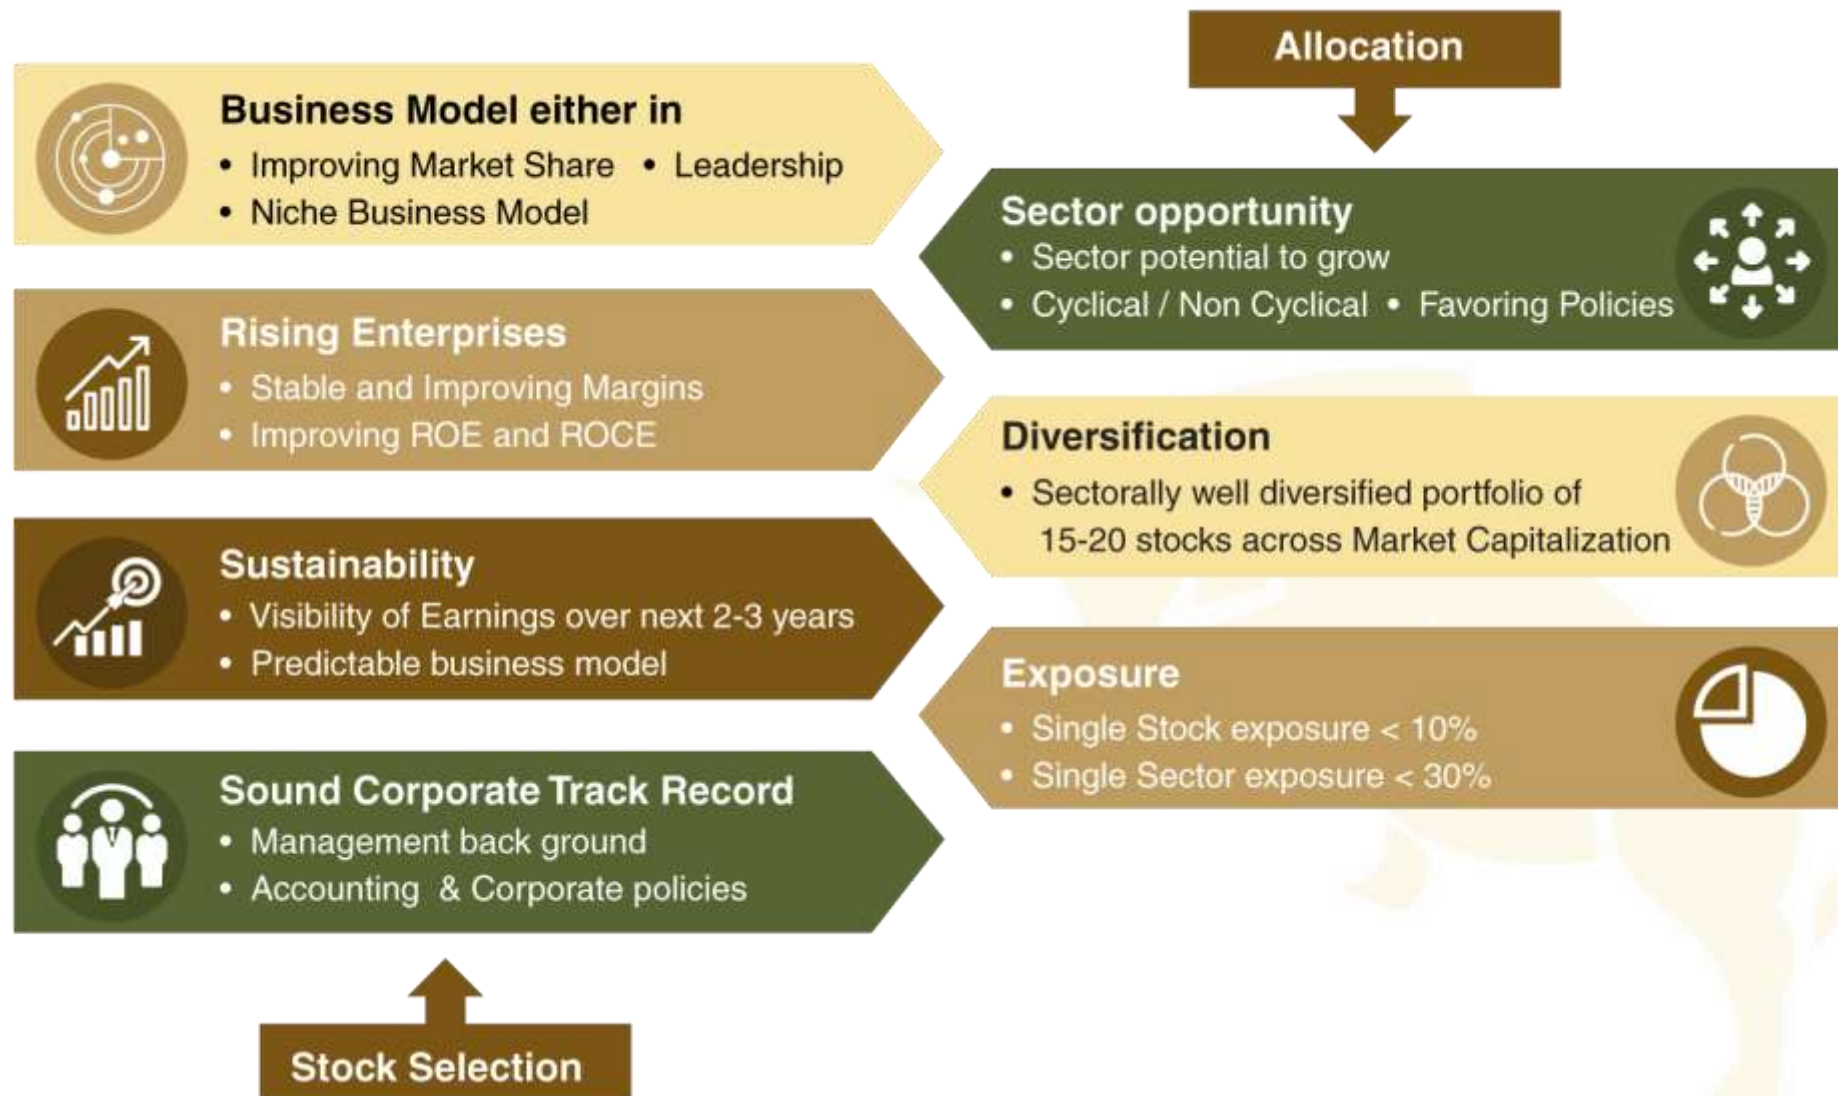 Business Model either in
• Improving Market Share • Leadership
• Niche Business Model
Rising Enterprises
• Stable and Improving Margins
• Improving ROE and ROCE
Sustainability
• Visibility of Earnings over next 2-3 years
• Predictable business model
Sound Corporate Track Record
• Management back ground
• Accounting & Corporate policies
Stock Selection
Allocation
Sector opportunity
• Sector potential to grow
• Cyclical / Non Cyclical • Favoring Policies
Diversification
• Sectorally well diversified portfolio of
15-20 stocks across Market Capitalization
Exposure
• Single Stock exposure < 10%
• Single Sector exposure < 30%